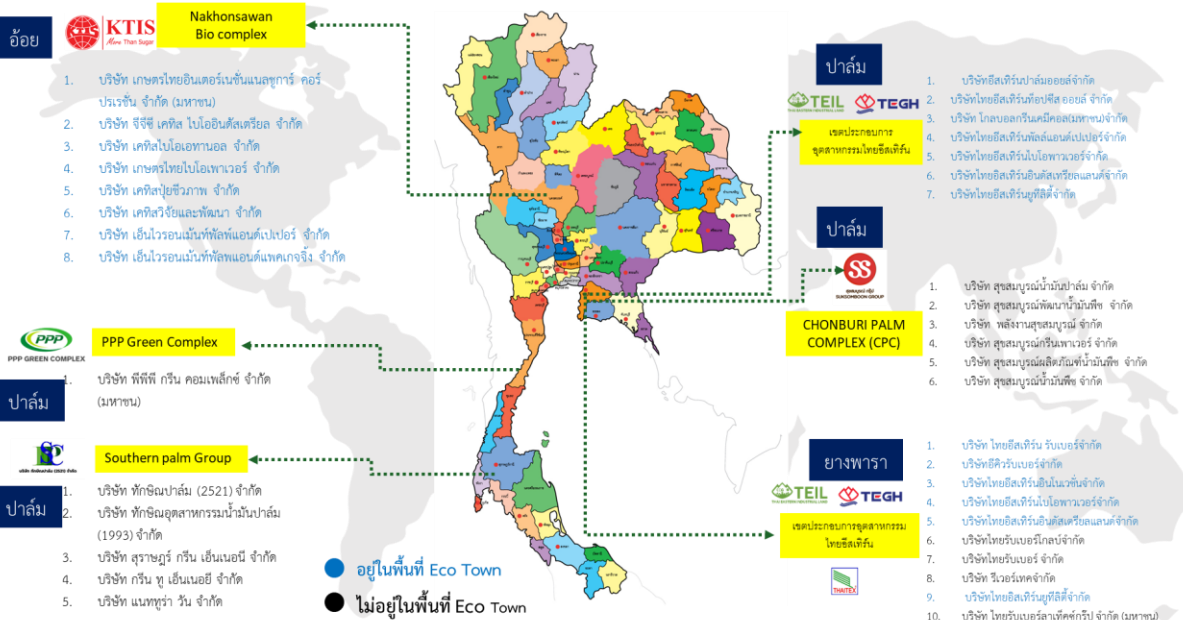 อ้อย
KTIS
More Than Sugar
Nakhonsawan
Bio complex
1. บริษัท เกษตรไทยอินเตอร์เนชั่นแนลชูการ์ คอร์
ปเรชั่น จำกัด (มหาชน)
2. บริษัท จีจีซี เคทิส ไบโออินดัสเตรียล จำกัด
3. บริษัท เคทิสไบโอเอทานอล จำกัด
4. บริษัท เกษตรไทยไบโอเพาเวอร์ จำกัด
5. บริษัท เคทิสปุ๋ยชีวภาพ จำกัด
6. บริษัท เคทิสวิจัยและพัฒนา จำกัด
7. บริษัท เอ็นไวรอนเม้นท์พัลพ์แอนด์เปเปอร์ จำกัด
8. บริษัท เอ็นไวรอนเม้นท์พัลพแอนด์แพคเกจจิ้ง จำกัด
PPP
PPP GREEN COMPLEX
PPP Green Complex
1. บริษัท พีพีพี กรีน คอมเพล็กซ์ จำกัด
(มหาชน)
ปาล์ม
Southern palm Group
1. บริษัท ทักษิณปาล์ม (2521) จำกัด
ปาล์ม
2. บริษัท ทักษิณอุตสาหกรรมน้ำมันปาล์ม
(1993) จำกัด
3. บริษัท สุราษฎร์ กรีน เอ็นเนอนี จำกัด
4. บริษัท กรีน ทู เอ็นเนอยี จำกัด
5. บริษัท แนททูร่า วัน จำกัด
อยู่ในพื้นที่ Eco Town
ไม่อยู่ในพื้นที่ Eco Town
ปาล์ม
TEIL
TEGH
เขตประกอบการ
อุตสาหกรรมไทยอีสเทิร์น
1. บริษัทอีสเทิร์นปาล์มออยล์จำกัด
2. บริษัทไทยอีสเทิร์นท็อปซีส ออยล์ จำกัด
3. บริษัท โกลบอลกรีนเคมีคอล(มหาชน)จำกัด
4. บริษัทไทยอีสเทิร์นพัลล์แอนด์เปเปอร์จำกัด
5. บริษัทไทยอีสเทิร์นไบโอพาวเวอร์จำกัด
6. บริษัทไทยอีสเทิร์นอินดัสเทรียลแลนด์จำกัด
7. บริษัทไทยอีสเทิร์นยูทีลิตี้จำกัด
ปาล์ม
SS
สุขสมบูรณ์ กรุ๊ป
SUKSOMBOON GROUP
CHONBURI PALM
COMPLEX (CPC)
1. บริษัท สุขสมบูรณ์น้ำมันปาล์ม จำกัด
2. บริษัท สุขสมบูรณ์พัฒนาน้ำมันพืช จำกัด
3. บริษัท พลังงานสุขสมบูรณ์ จำกัด
4. บริษัท สุขสมบูรณ์กรีนเพาเวอร์ จำกัด
5. บริษัท สุขสมบูรณ์ผลิตภัณฑ์น้ำมันพืช จำกัด
6. บริษัท สุขสมบูรณ์น้ำมันพืช จำกัด
ยางพารา
TEIL
TEGH
เขตประกอบการอุตสาหกรรม
ไทยอีสเทิร์น
THAITEX
1. บริษัท ไทยอีสเทิร์น รับเบอร์จำกัด
2. บริษัทอีคิวรับเบอร์จำกัด
3. บริษัทไทยอีสเทิร์นอินโนเวชั่นจำกัด
4. บริษัทไทยอีสเทิร์นไบโอพาวเวอร์จำกัด
5. บริษัทไทยอีสเทิร์นอินดัสเตรียลแลนด์จำกัด
6. บริษัทไทยรับเบอร์โกลบ์จำกัด
7. บริษัทไทยรับเบอร์ จำกัด
8. บริษัท รีเวอร์เทคจำกัด
9. บริษัทไทยอีสเทิร์นยูทีลิตี้จำกัด
10. บริษัท ไทยรับเบอร์ลาเท็คซ์กรุ๊ป จำกัด (มหาชน)